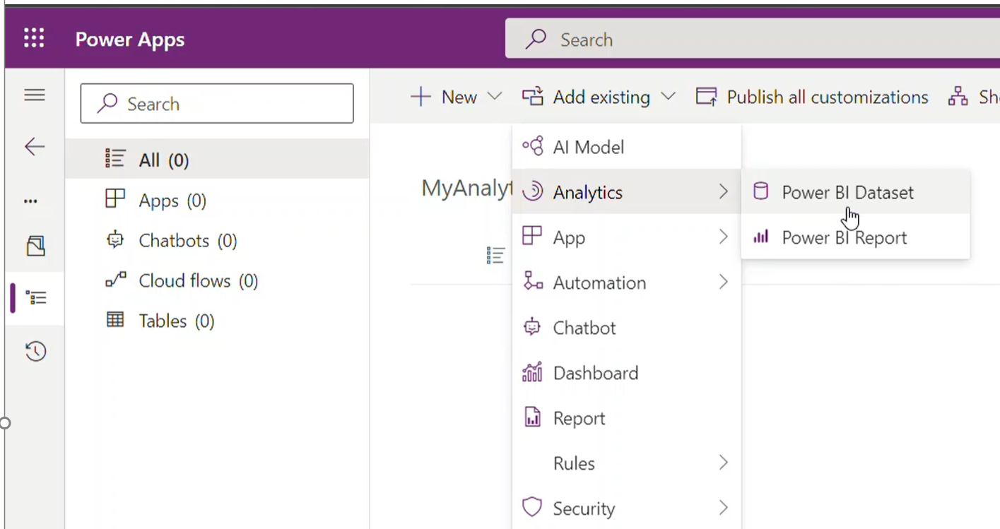 Power Apps
Search
Search
All (0)
Apps (0)
Chatbots (0)
Cloud flows (0)
Tables (0)
New
Add existing
Publish all customizations
MyAnalyt
AI Model
Analytics
App
Automation
Chatbot
Dashboard
Report
Rules
Security
Power BI Dataset
Power BI Report